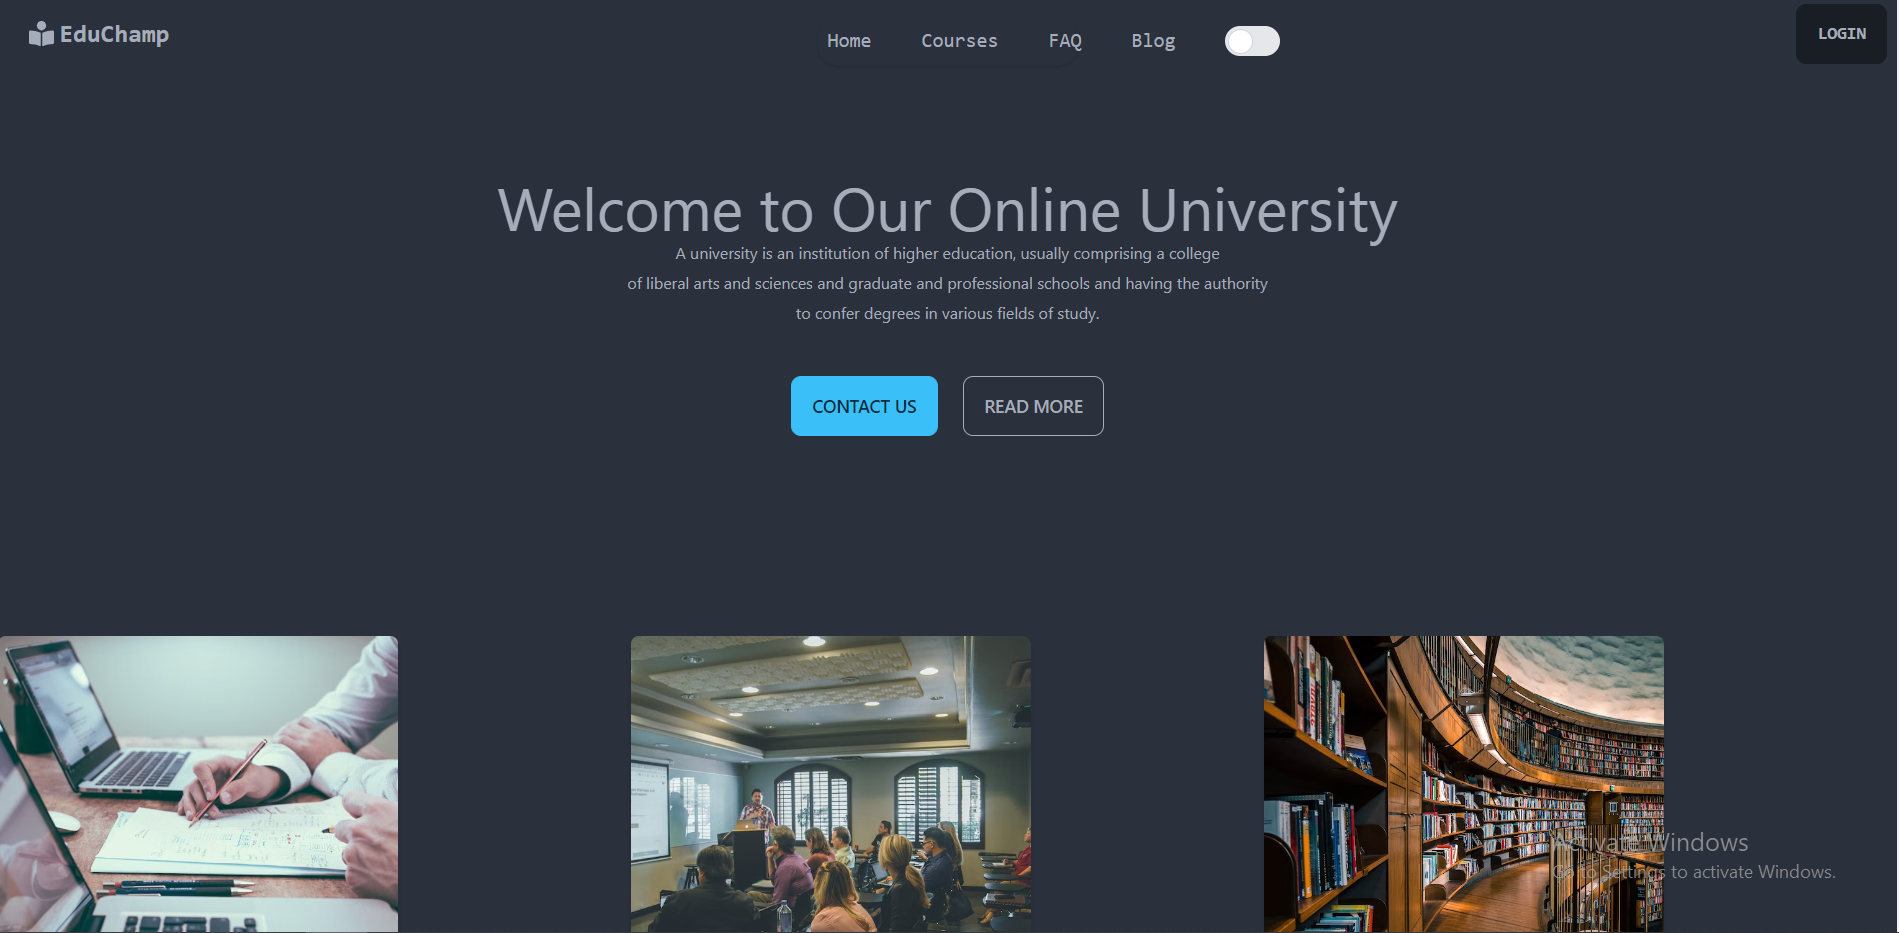 EduChamp
Home Courses FAQ Blog
LOGIN
Welcome to Our Online University
A university is an institution of higher education, usually comprising a college
of liberal arts and sciences and graduate and professional schools and having the authority
to confer degrees in various fields of study.
CONTACT US READ MORE
Activate Windows
Go to Settings to activate Windows.